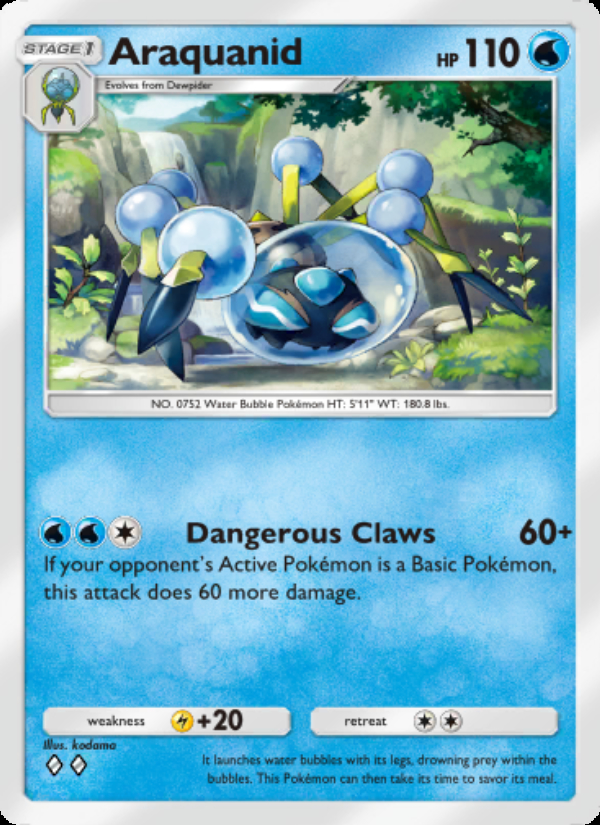 STAGE 1 Araquanid HP 110
Evolves from Dewpider
NO. 0752 Water Bubble Pokémon HT: 5'11" WT: 180.8 lbs.
Dangerous Claws 60+
If your opponent's Active Pokémon is a Basic Pokémon,
this attack does 60 more damage.
weakness +20 retreat
Illus. kodama
It launches water bubbles with its legs, drowning prey within the
bubbles. This Pokémon can then take its time to savor its meal.